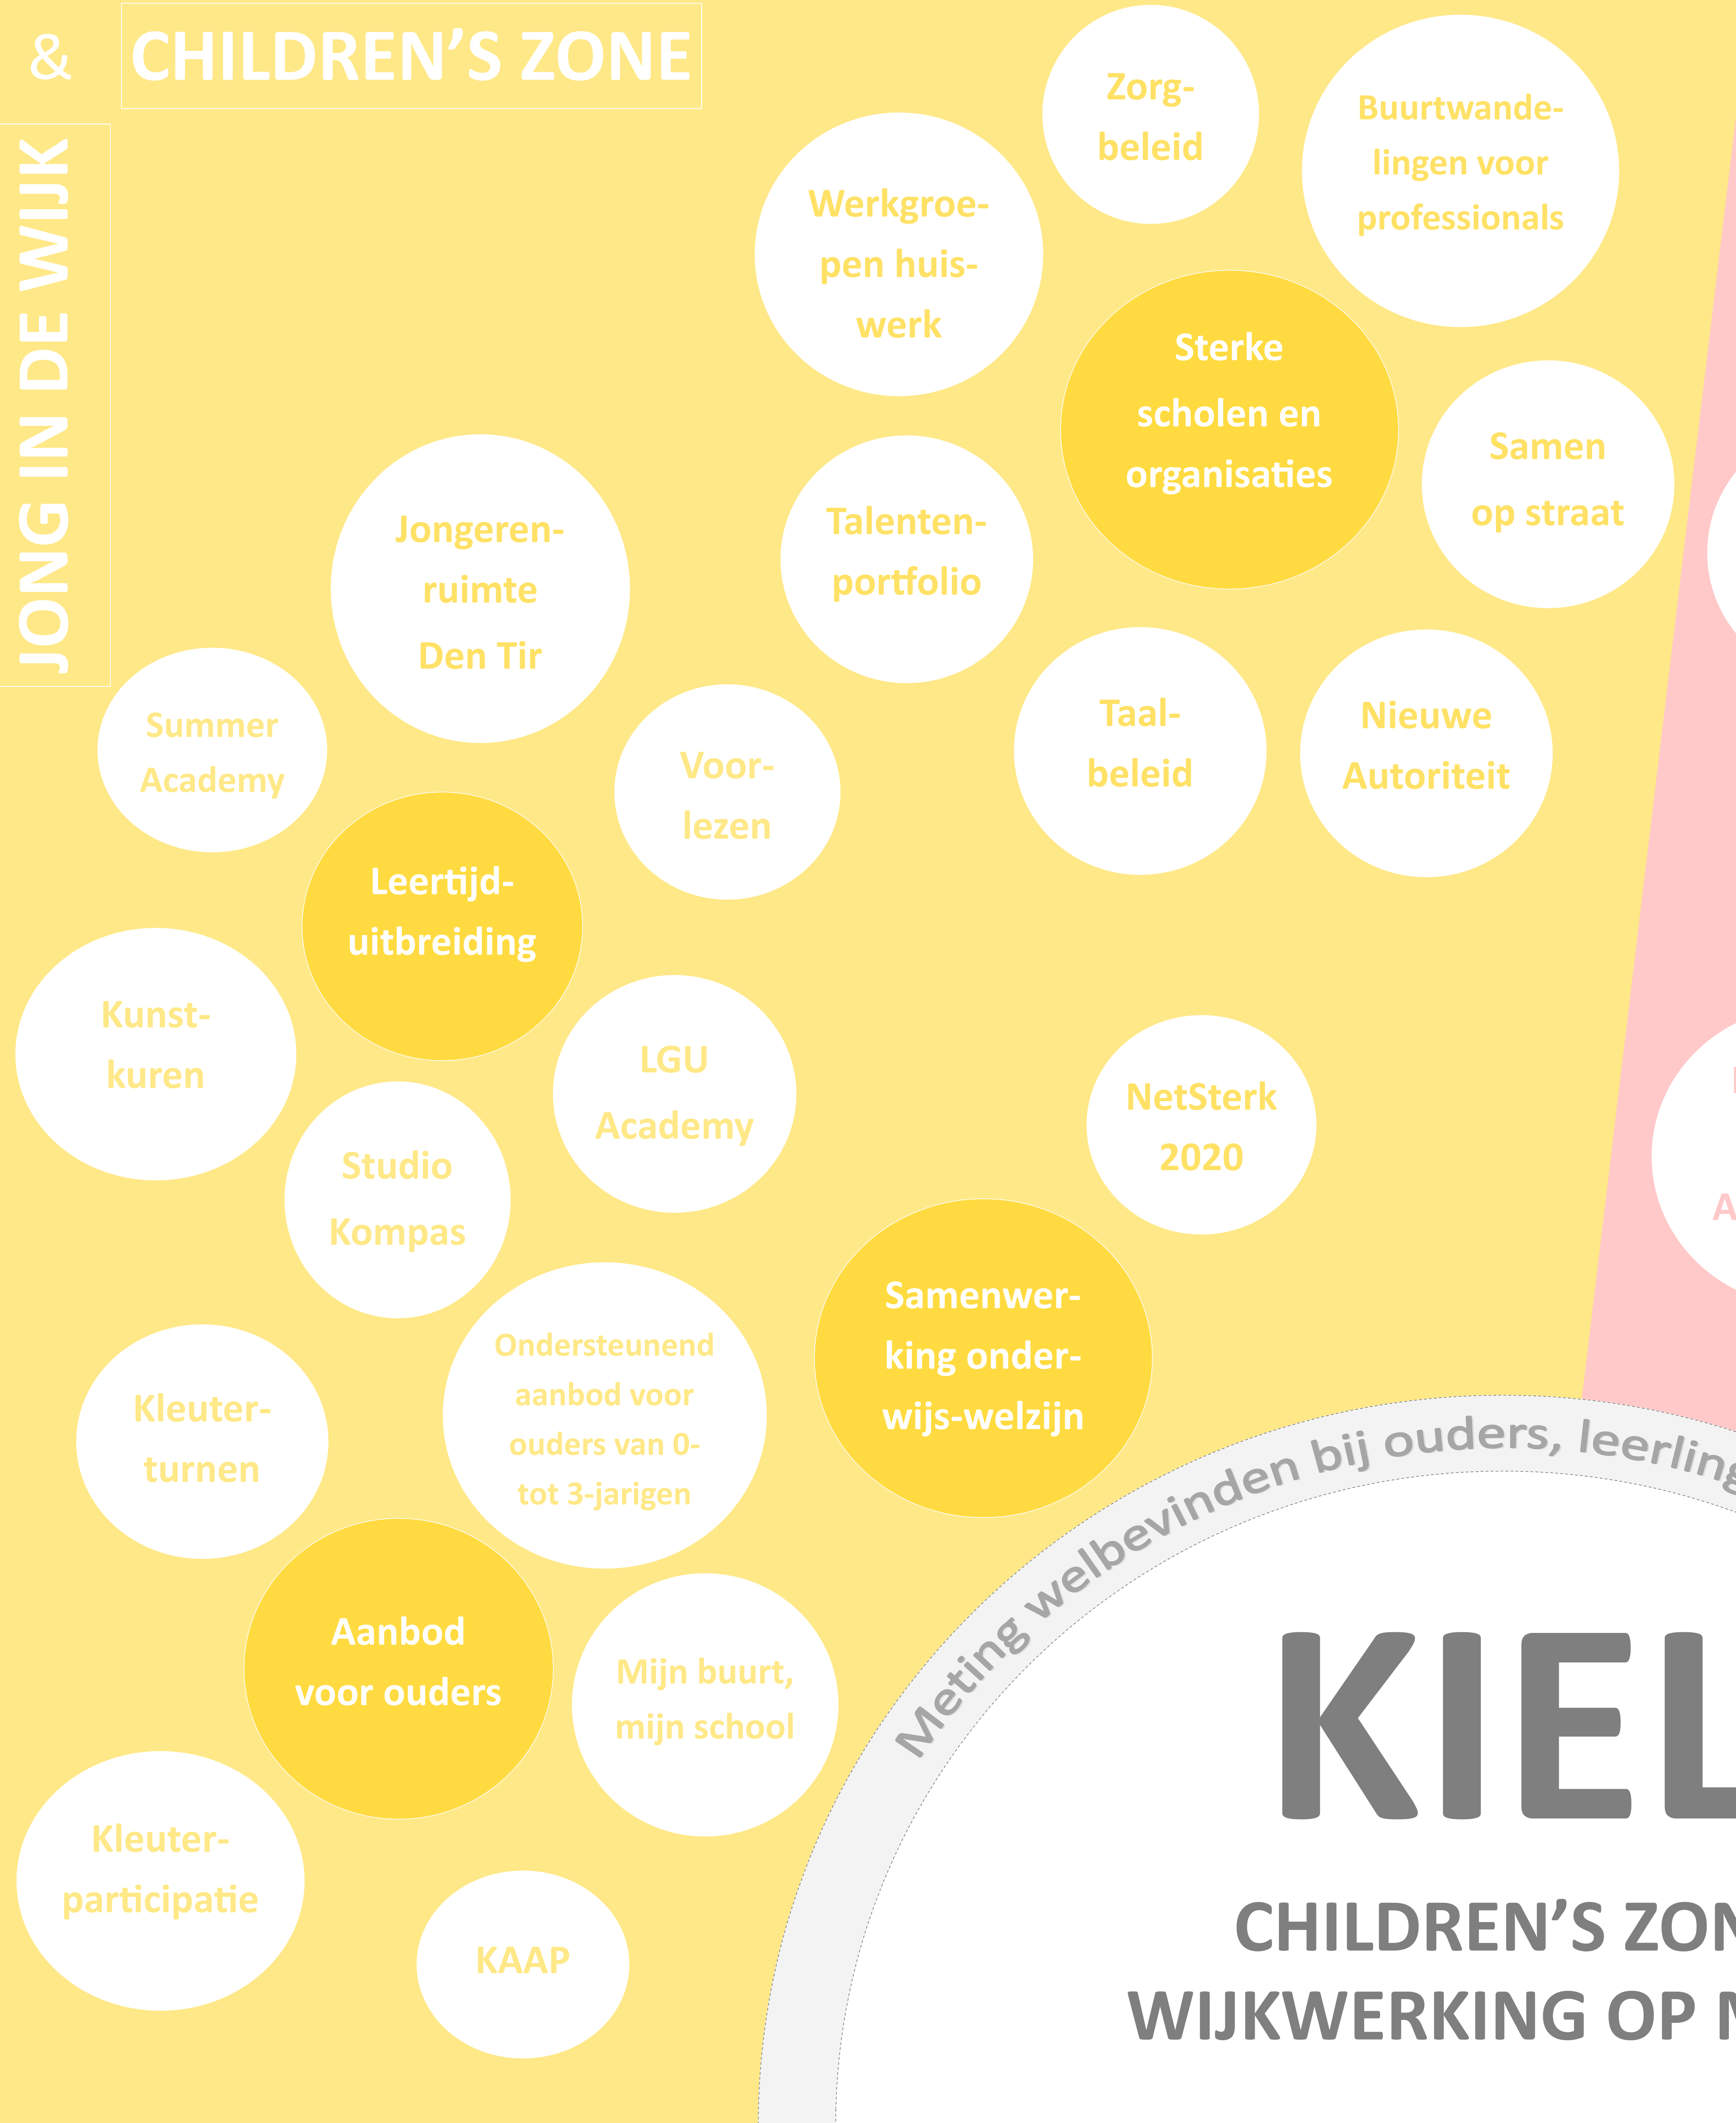 & CHILDREN’S ZONE
JONG IN DE WIJK
Zorg-
beleid
Buurtwande-
lingen voor
professionals
Werkgroe-
pen huis-
werk
Sterke
scholen en
organisaties
Samen
op straat
Jongeren-
ruimte
Den Tir
Talenten-
portfolio
Summer
Academy
Voor-
lezen
Taal-
beleid
Nieuwe
Autoriteit
Leertijd-
uitbreiding
Kunst-
kuren
LGU
Academy
Studio
Kompas
NetSterk
2020
Samenwer-
king onder-
wijs-welzijn
Ondersteunend
aanbod voor
ouders van 0-
tot 3-jarigen
Kleuter-
turnen
Aanbod
voor ouders
Mijn buurt,
mijn school
Kleuter-
participatie
KAAP
Meting welbevinden bij ouders, leerling
KIEL
CHILDREN’S ZON
WIJKWERKING OP